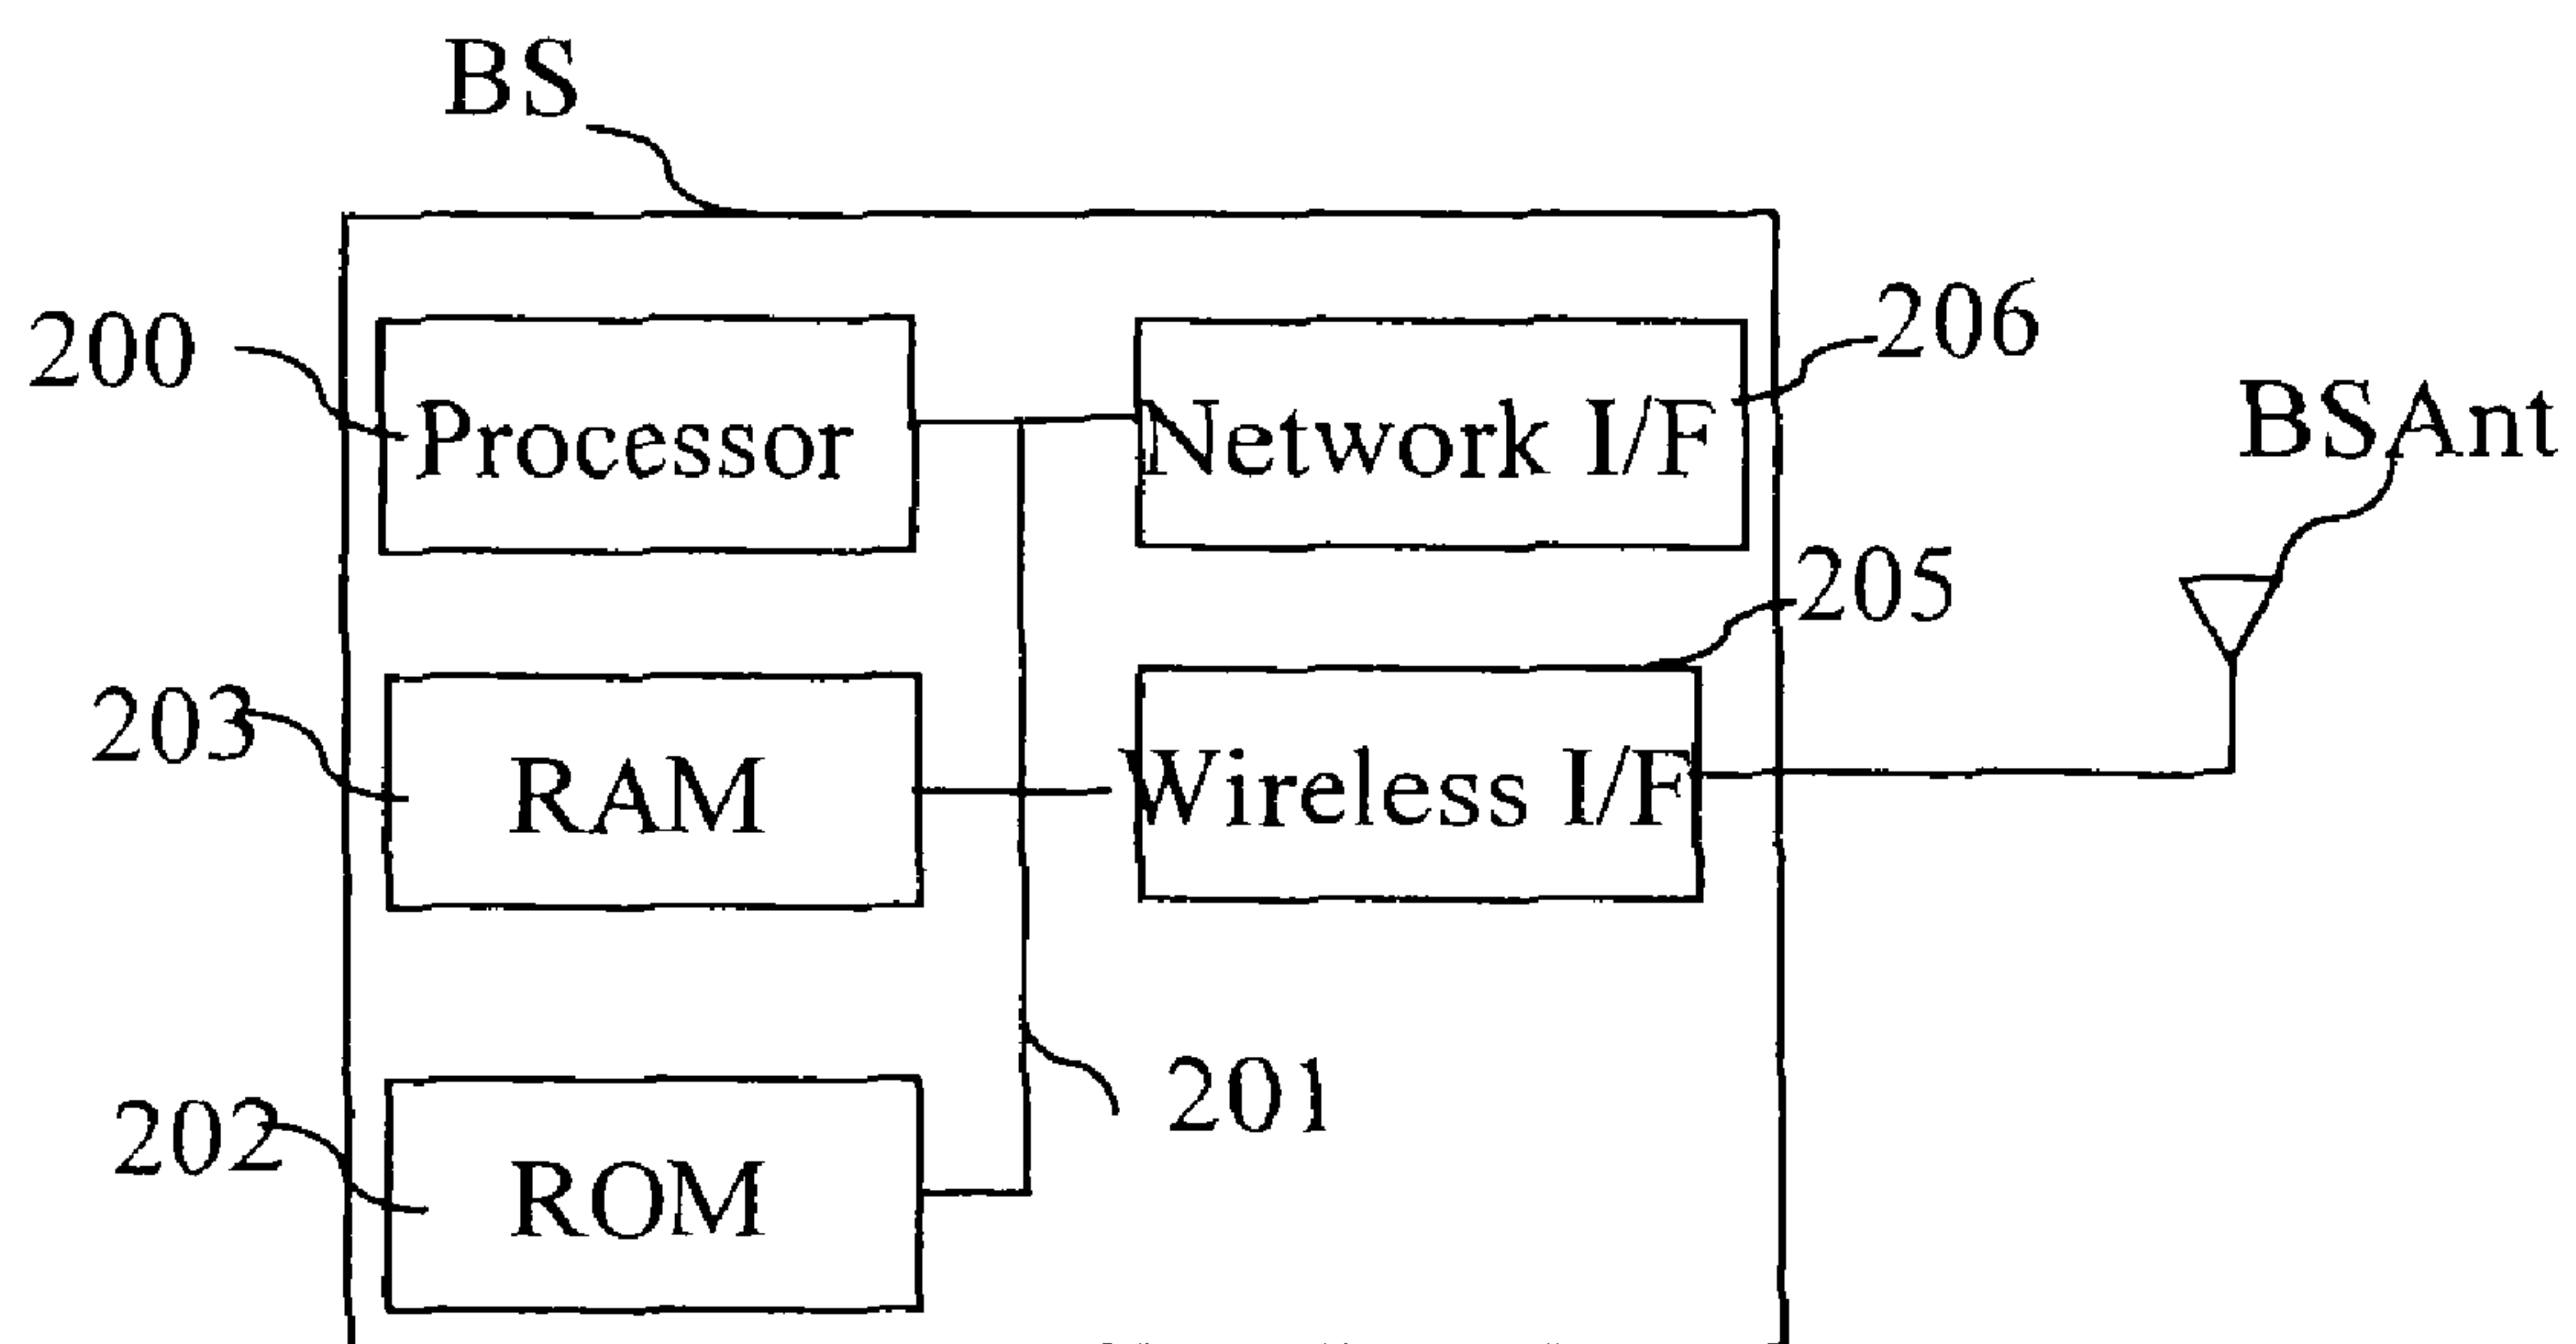 BS
200
Processor
Network I/F
206
BSAnt
205
203
RAM
Wireless I/F
201
202
ROM